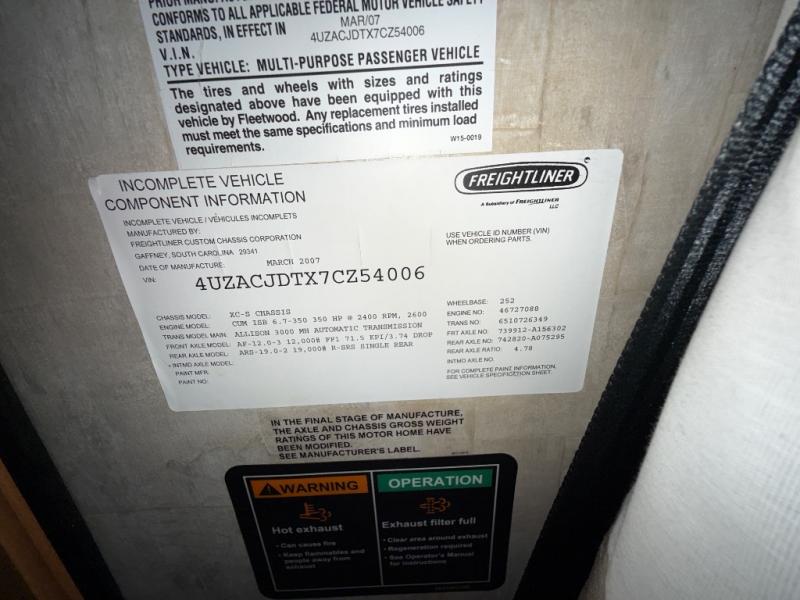 CONFORMS TO ALL APPLICABLE FEDERAL MOTOR VEHICLE SAFETY
STANDARDS, IN EFFECT IN MAR/07
V.I.N. 4UZACJDTX7CZ54006
TYPE VEHICLE: MULTI-PURPOSE PASSENGER VEHICLE
The tires and wheels with sizes and ratings
designated above have been equipped with this
vehicle by Fleetwood. Any replacement tires installed
must meet the same specifications and minimum load
requirements.
W15-0019
INCOMPLETE VEHICLE
COMPONENT INFORMATION
FREIGHTLINER
A Subsidiary of FREIGHTLINER
LLC
INCOMPLETE VEHICLE / VÉHICULES INCOMPLETS
MANUFACTURED BY:
FREIGHTLINER CUSTOM CHASSIS CORPORATION
GAFFNEY, SOUTH CAROLINA 29341
DATE OF MANUFACTURE: MARCH 2007
VIN: 4UZACJDTX7CZ54006
USE VEHICLE ID NUMBER (VIN)
WHEN ORDERING PARTS.
CHASSIS MODEL: XC-S CHASSIS
ENGINE MODEL: CUM ISB 6.7-350 350 HP @ 2400 RPM, 2600
TRANS MODEL MAIN: ALLISON 3000 MH AUTOMATIC TRANSMISSION
FRONT AXLE MODEL: AF-12.0-3 12,000# FF1 71.5 KPI/3.74 DROP
REAR AXLE MODEL: ARS-19.0-2 19,000# R-SRS SINGLE REAR
* INTMD AXLE MODEL:
PAINT MFR:
PAINT NO:
WHEELBASE: 252
ENGINE NO: 46727088
TRANS NO: 6510726349
FRT AXLE NO: 739912-A156302
REAR AXLE NO: 742820-A075295
REAR AXLE RATIO: 4.78
INTMD AXLE NO:
FOR COMPLETE PAINT INFORMATION,
SEE VEHICLE SPECIFICATION SHEET.
IN THE FINAL STAGE OF MANUFACTURE,
THE AXLE AND CHASSIS GROSS WEIGHT
RATINGS OF THIS MOTOR HOME HAVE
BEEN MODIFIED.
SEE MANUFACTURER'S LABEL.
WARNING
Hot exhaust
• Can cause fire
• Keep flammables and
people away from
exhaust
OPERATION
Exhaust filter full
• Clear area around exhaust
• Regeneration required
• See Operator's Manual
for instructions